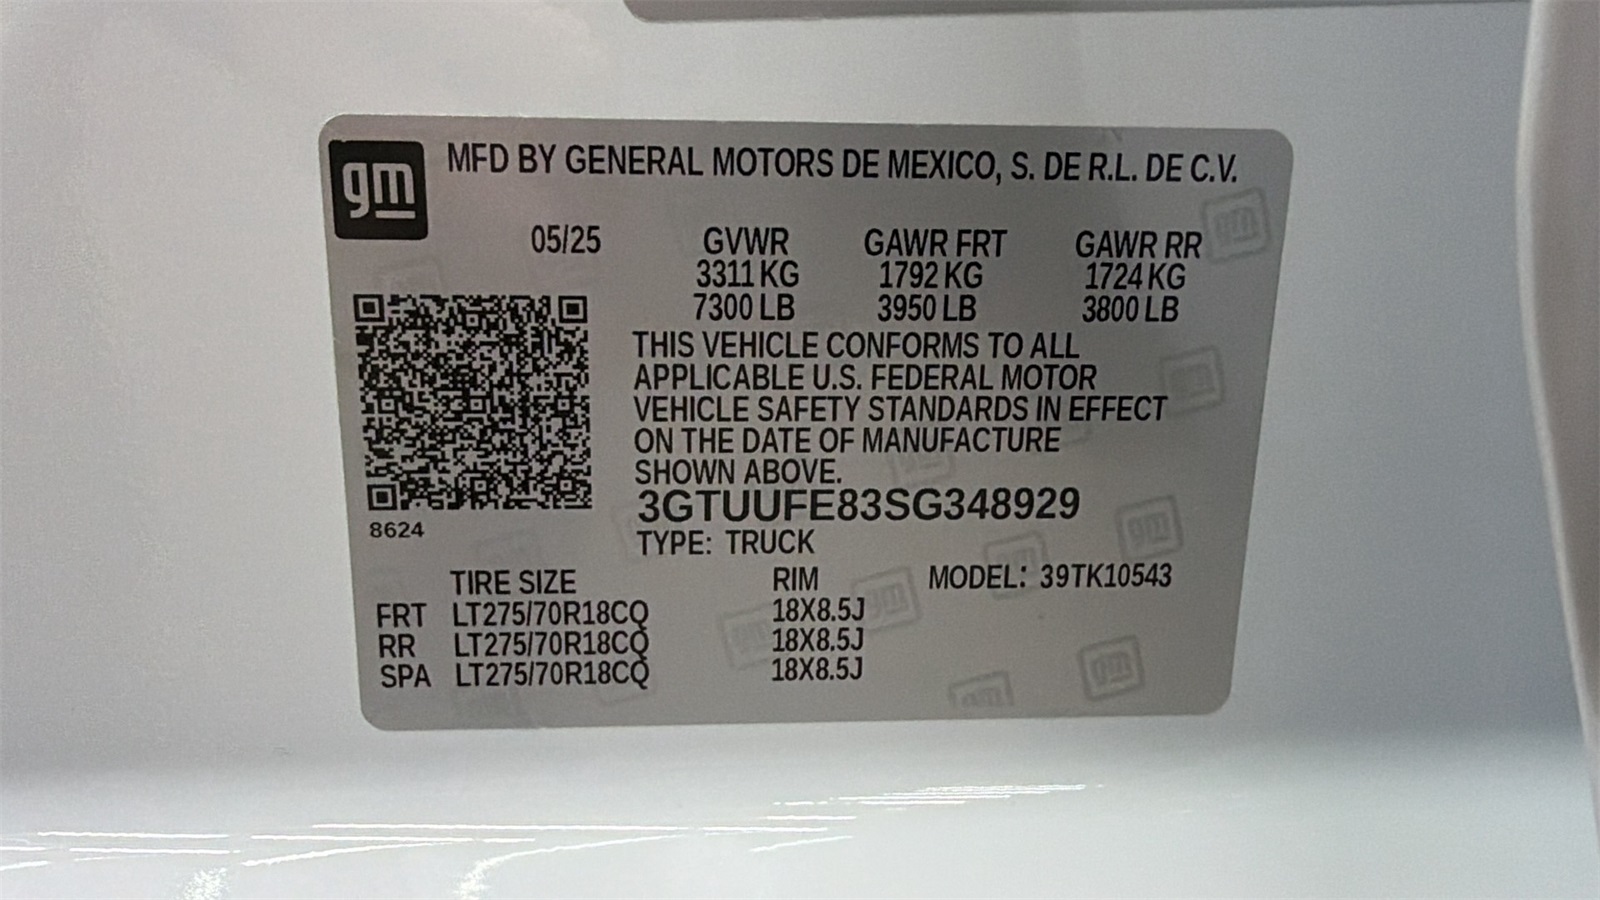 gm MFD BY GENERAL MOTORS DE MEXICO, S. DE R.L. DE C.V.
05/25 GVWR GAWR FRT GAWR RR
3311 KG 1792 KG 1724 KG
7300 LB 3950 LB 3800 LB
THIS VEHICLE CONFORMS TO ALL
APPLICABLE U.S. FEDERAL MOTOR
VEHICLE SAFETY STANDARDS IN EFFECT
ON THE DATE OF MANUFACTURE
SHOWN ABOVE.
3GTUUFE83SG348929
8624
TYPE: TRUCK
TIRE SIZE RIM MODEL: 39TK10543
FRT LT275/70R18CQ 18X8.5J
RR LT275/70R18CQ 18X8.5J
SPA LT275/70R18CQ 18X8.5J